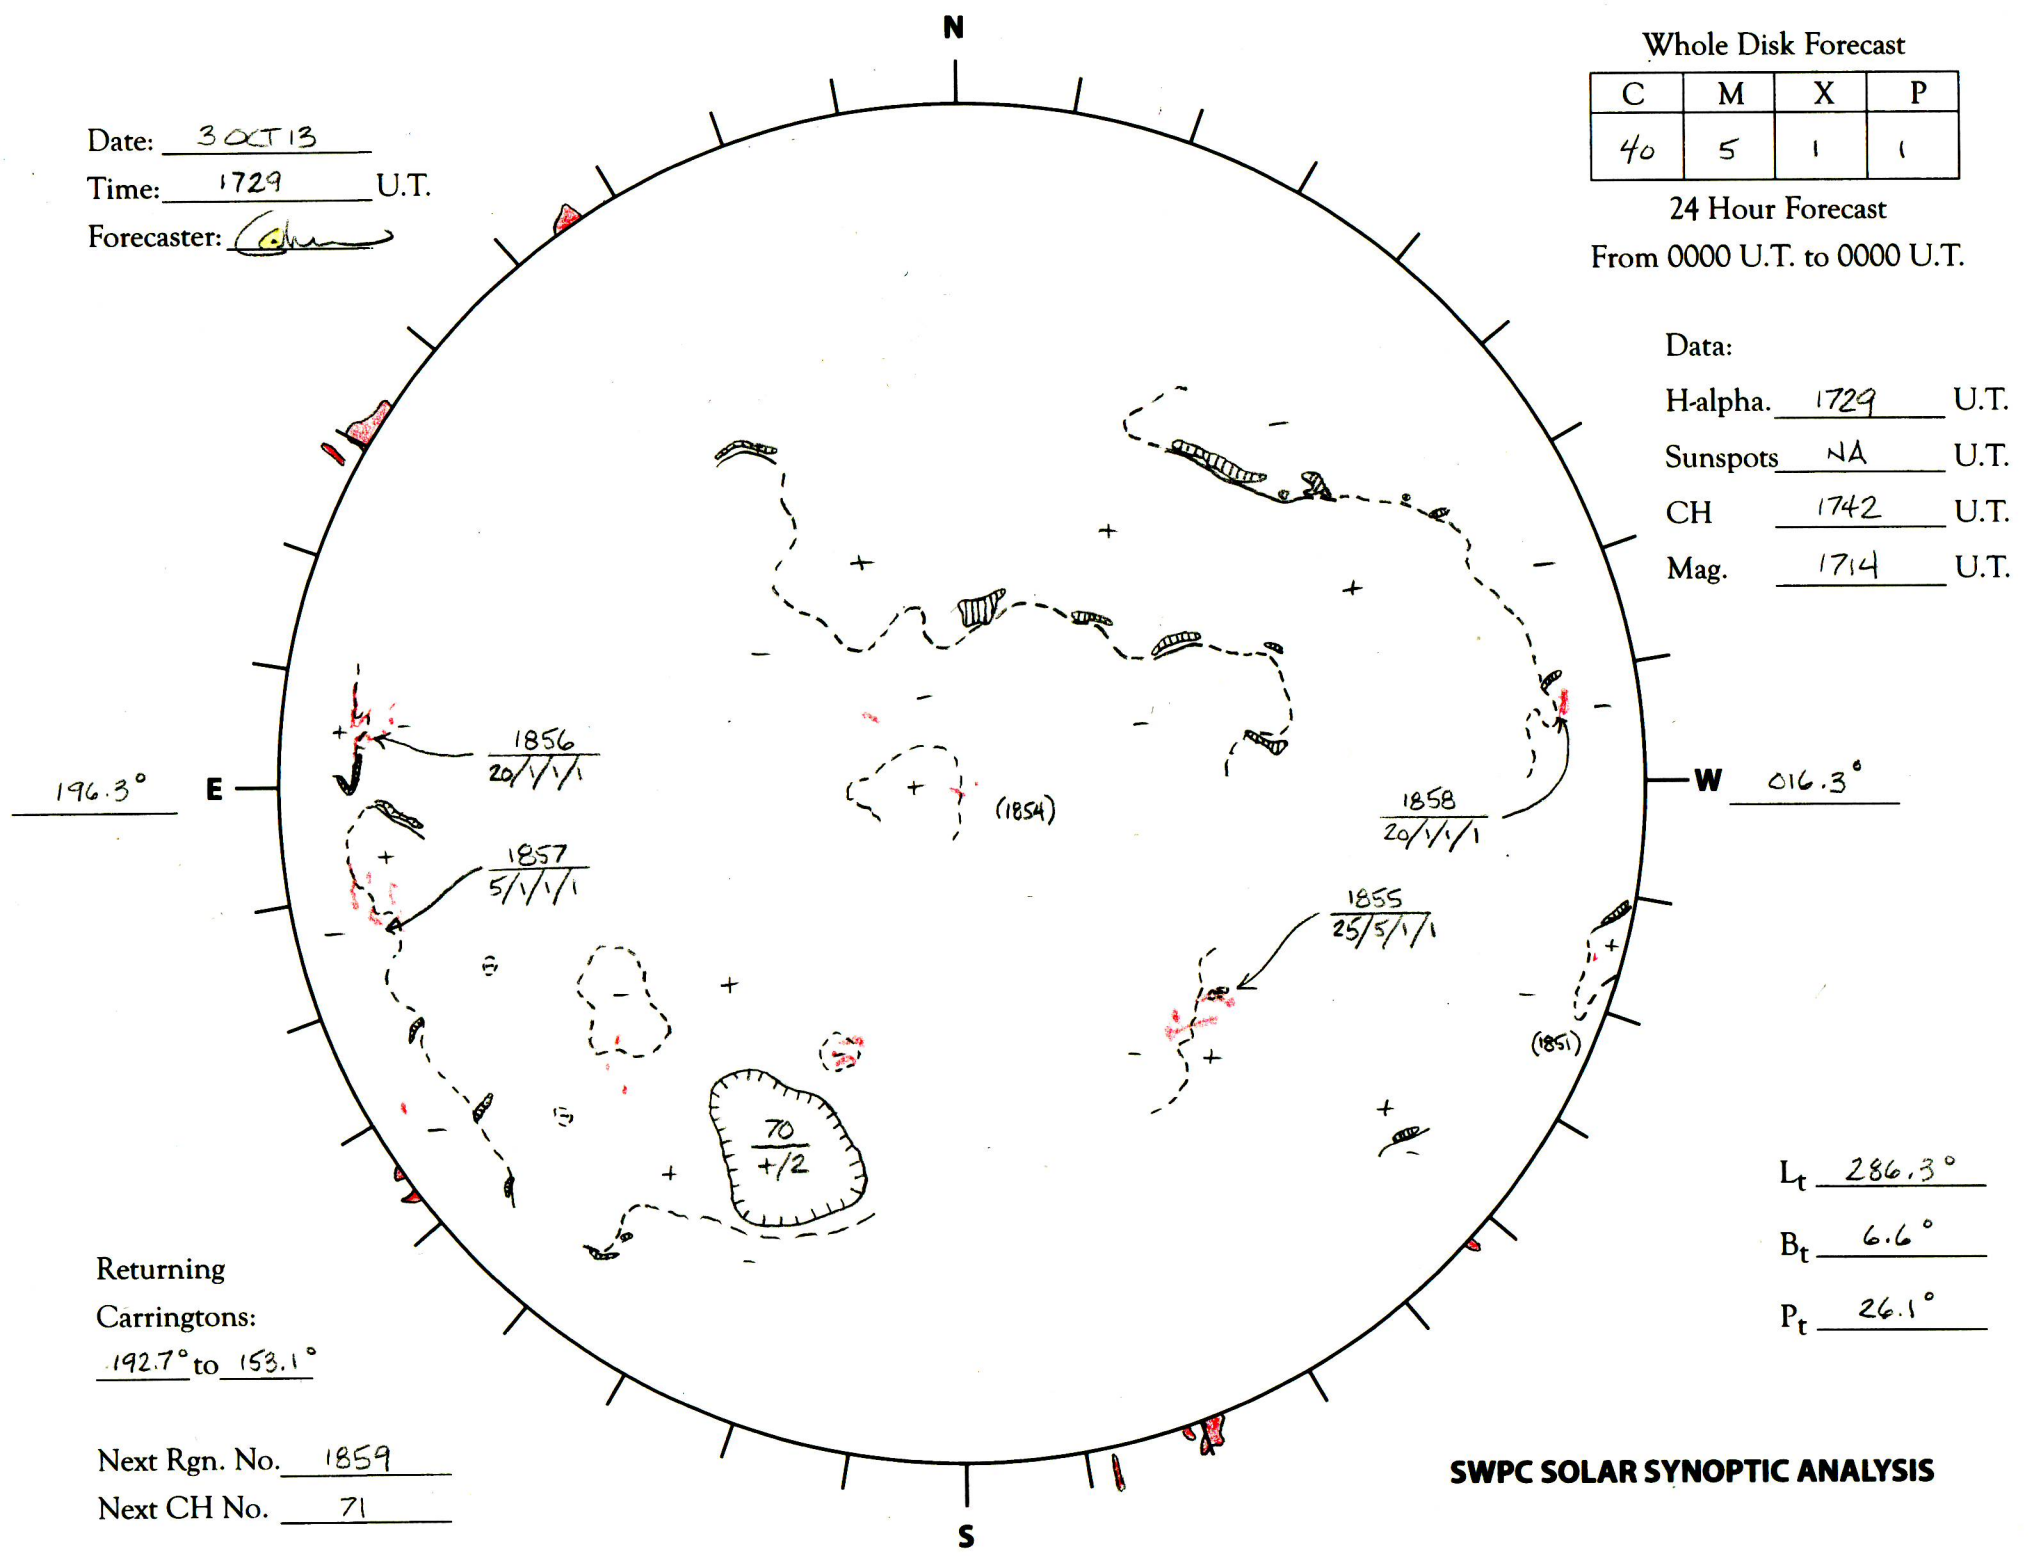 N
Date: 3 OCT 13
Time: 1729 U.T.
Forecaster:
Whole Disk Forecast
C M X P
40 5 1 1
24 Hour Forecast
From 0000 U.T. to 0000 U.T.
Data:
H-alpha. 1729 U.T.
Sunspots NA U.T.
CH 1742 U.T.
Mag. 1714 U.T.
1856
20/1/1/1
196.3° E
W 016.3°
(1854)
1858
20/1/1/1
1857
5/1/1/1
1855
25/5/1/1
(1851)
70
+/2
Lt 286.3°
Bt 6.6°
Pt 26.1°
Returning
Carringtons:
192.7° to 153.1°
Next Rgn. No. 1859
Next CH No. 71
SWPC SOLAR SYNOPTIC ANALYSIS
S